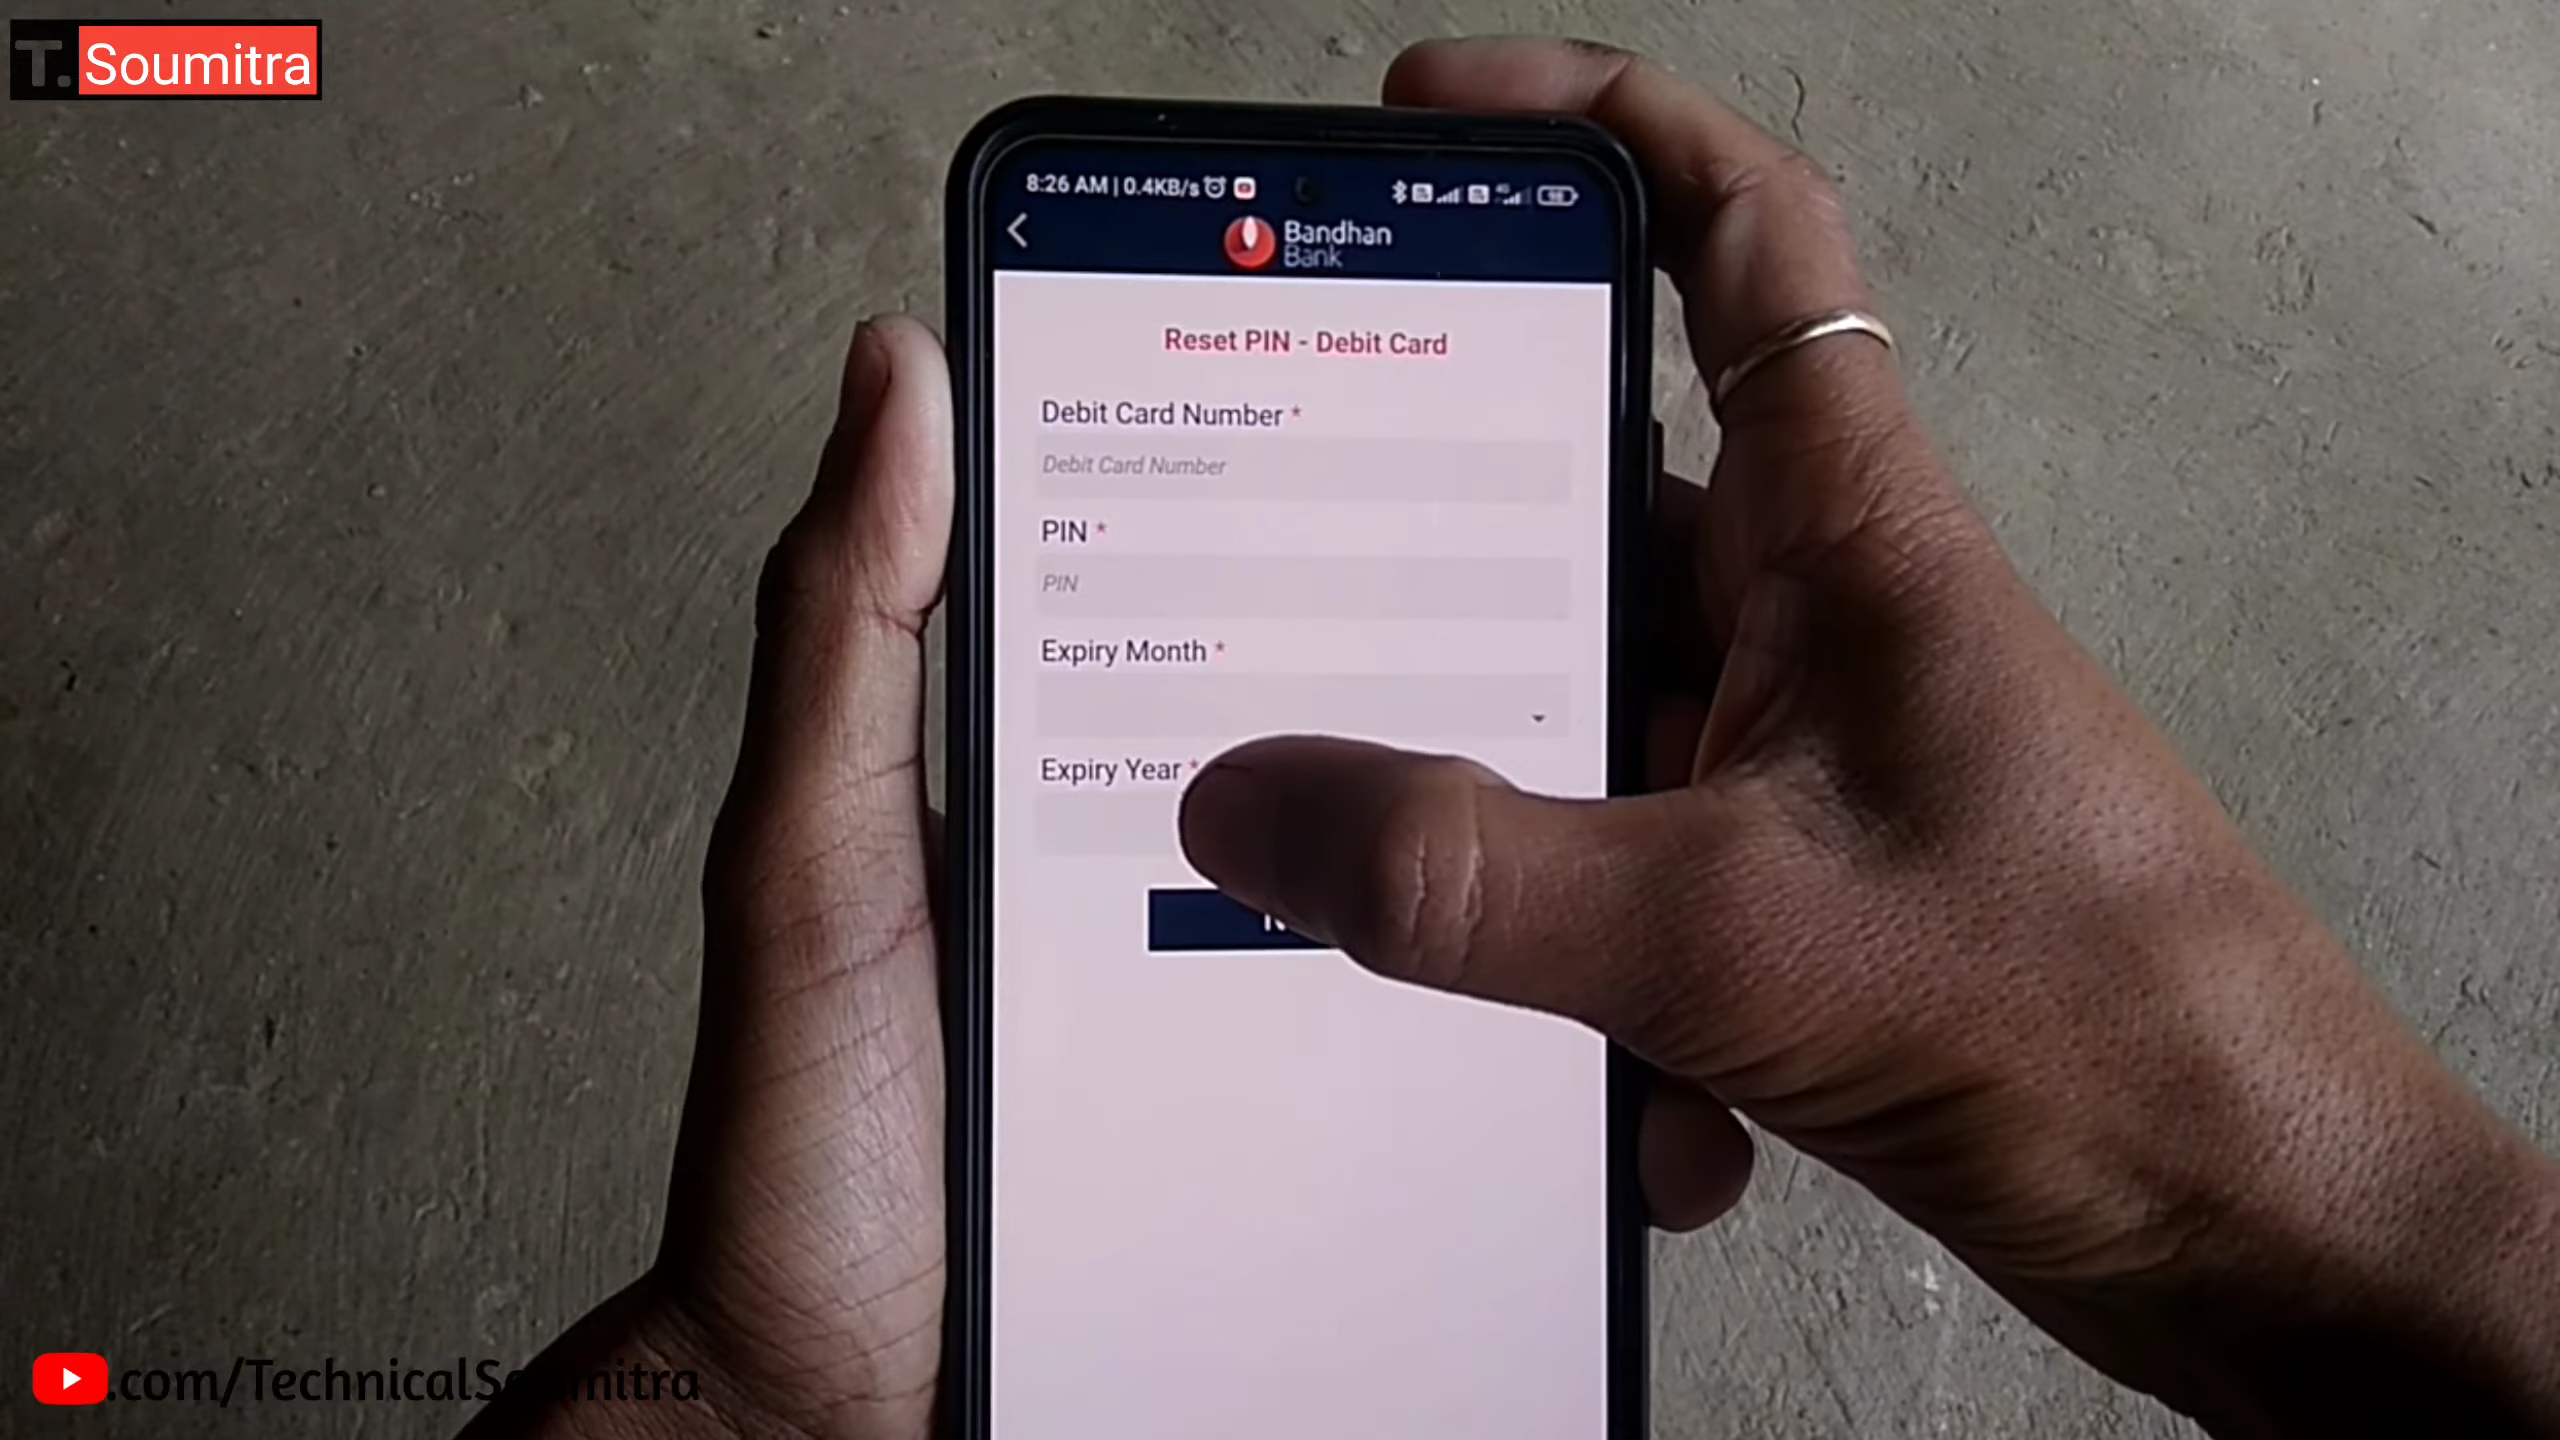 T. Soumitra
8:26 AM | 0.4KB/s
Bandhan
Bank
Reset PIN - Debit Card
Debit Card Number *
Debit Card Number
PIN *
PIN
Expiry Month *
Expiry Year *
.com/TechnicalSoumitra